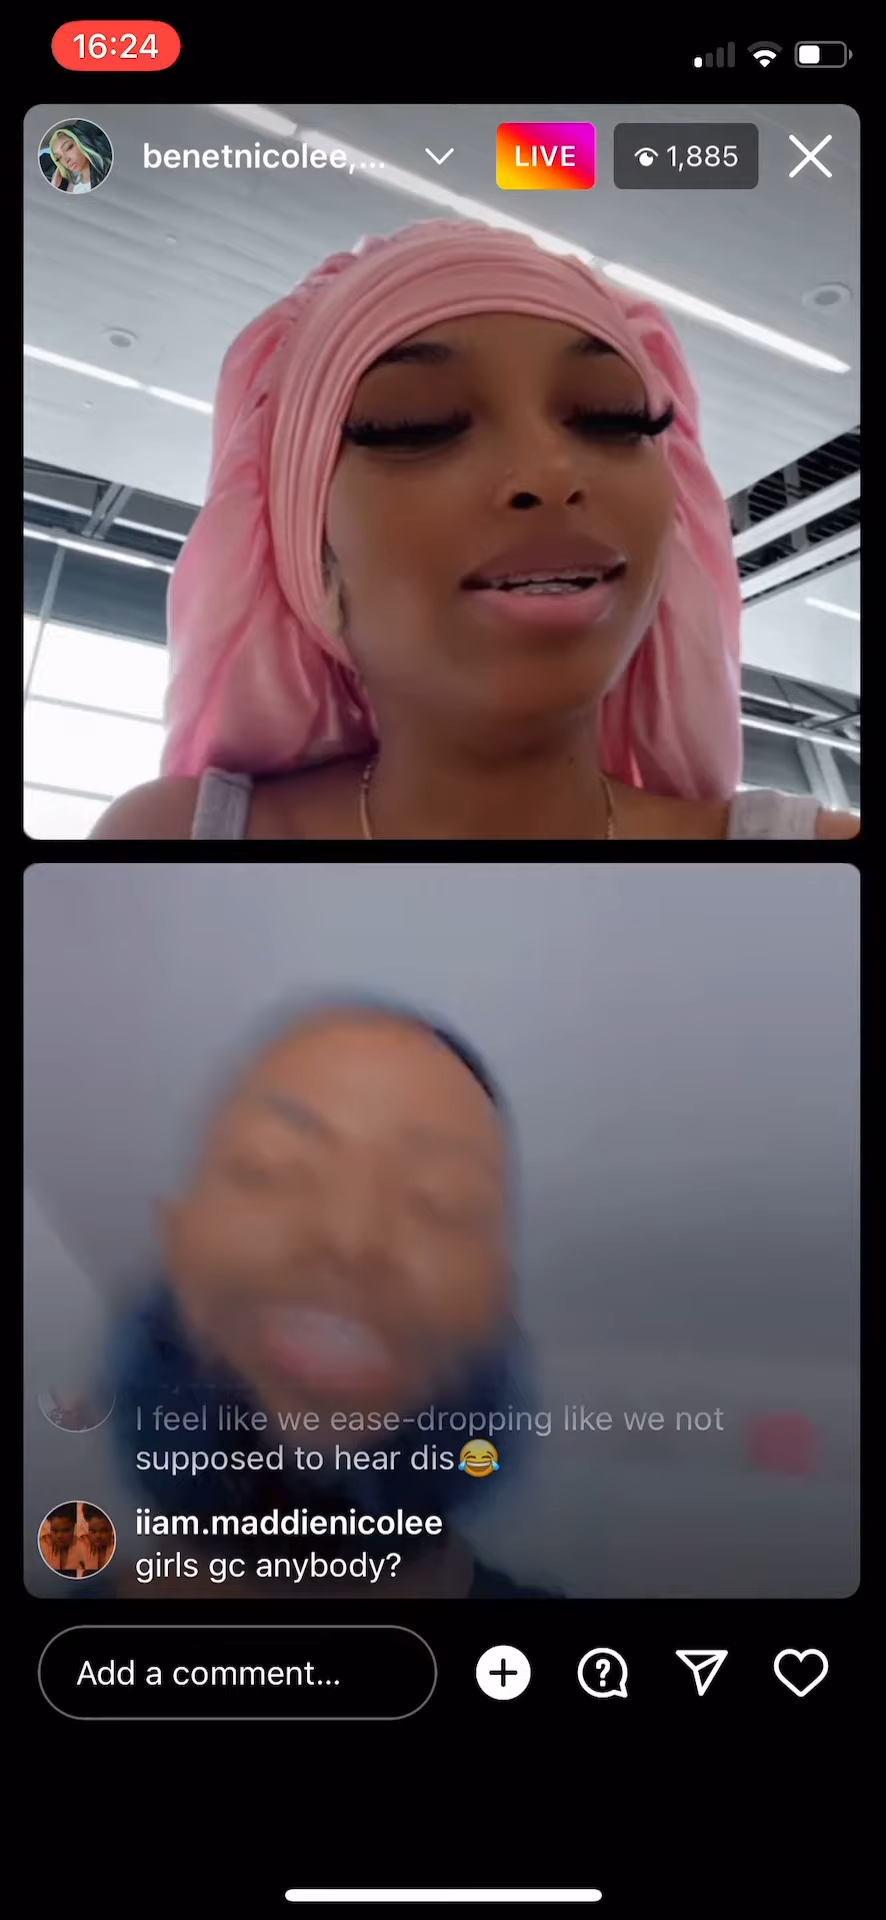 16:24
benetnicolee,...
LIVE
1,885
I feel like we ease-dropping like we not
supposed to hear dis😂
iiam.maddienicolee
girls gc anybody?
Add a comment...